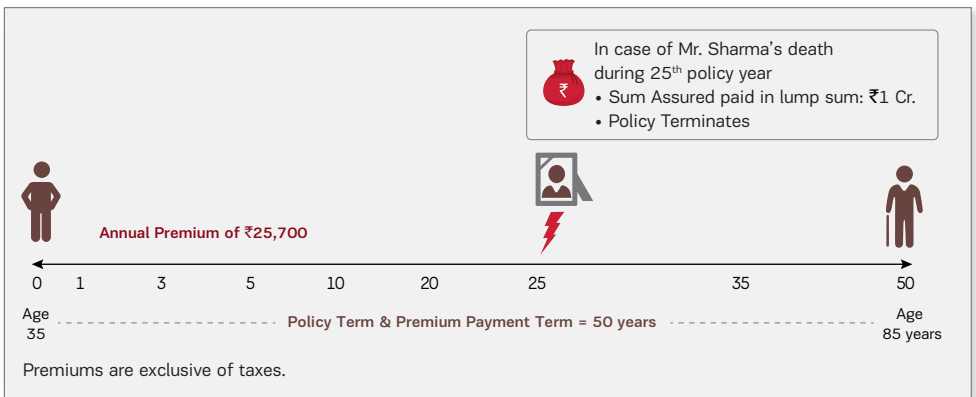 In case of Mr. Sharma’s death
during 25th policy year
• Sum Assured paid in lump sum: ₹1 Cr.
• Policy Terminates
₹
Annual Premium of ₹25,700
0 1 3 5 10 20 25 35 50
Age
35
Policy Term & Premium Payment Term = 50 years
Age
85 years
Premiums are exclusive of taxes.